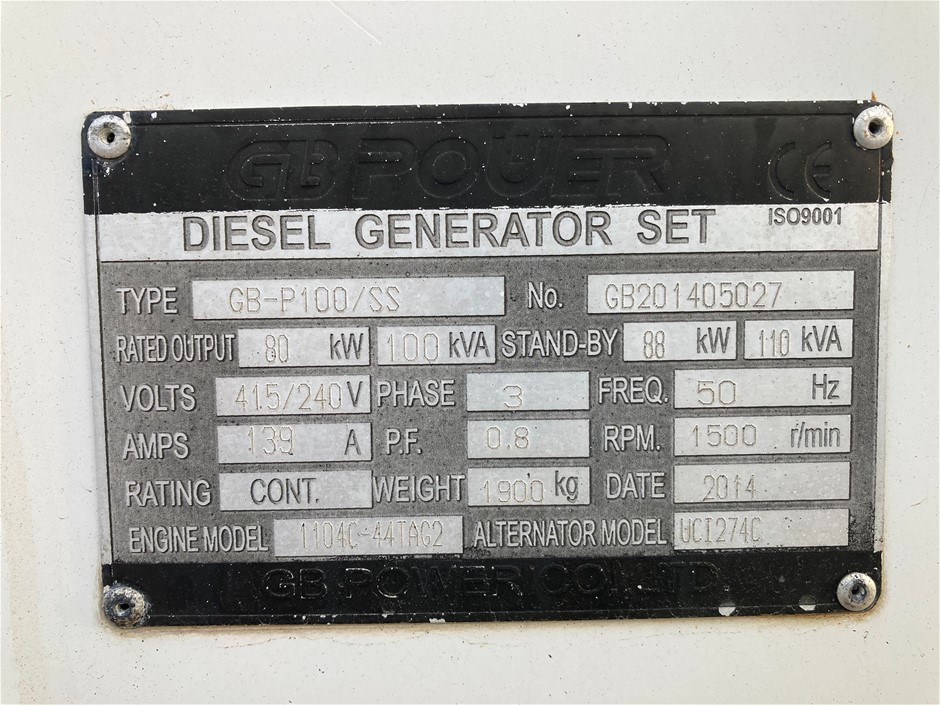 GB POWER CE
DIESEL GENERATOR SET ISO9001
TYPE GB-P100/SS No. GB201405027
RATED OUTPUT 80 kW 100 kVA STAND-BY 88 kW 110 kVA
VOLTS 415/240 V PHASE 3 FREQ. 50 Hz
AMPS 139 A P.F. 0.8 RPM. 1500 r/min
RATING CONT. WEIGHT 1900 kg DATE 2014
ENGINE MODEL 1104C-44TAG2 ALTERNATOR MODEL UCI274C
GB POWER CO., LTD.